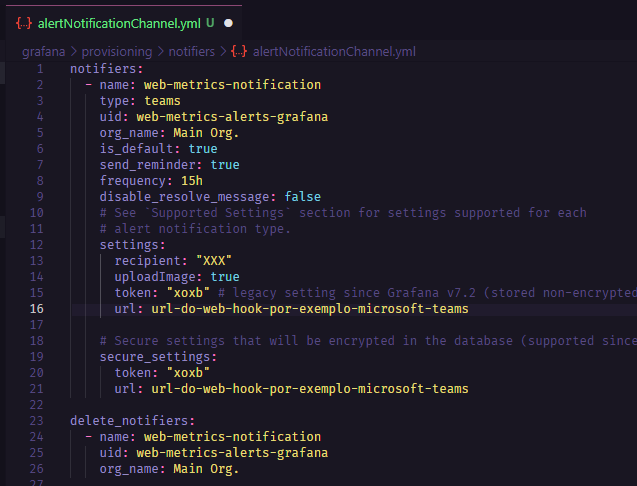 {..} alertNotificationChannel.yml U
grafana > provisioning > notifiers > {..} alertNotificationChannel.yml
1 notifiers:
2 - name: web-metrics-notification
3 type: teams
4 uid: web-metrics-alerts-grafana
5 org_name: Main Org.
6 is_default: true
7 send_reminder: true
8 frequency: 15h
9 disable_resolve_message: false
10 # See `Supported Settings` section for settings supported for each
11 # alert notification type.
12 settings:
13 recipient: "XXX"
14 uploadImage: true
15 token: "xoxb" # legacy setting since Grafana v7.2 (stored non-encrypted
16 url: url-do-web-hook-por-exemplo-microsoft-teams
17
18 # Secure settings that will be encrypted in the database (supported since
19 secure_settings:
20 token: "xoxb"
21 url: url-do-web-hook-por-exemplo-microsoft-teams
22
23 delete_notifiers:
24 - name: web-metrics-notification
25 uid: web-metrics-alerts-grafana
26 org_name: Main Org.
27